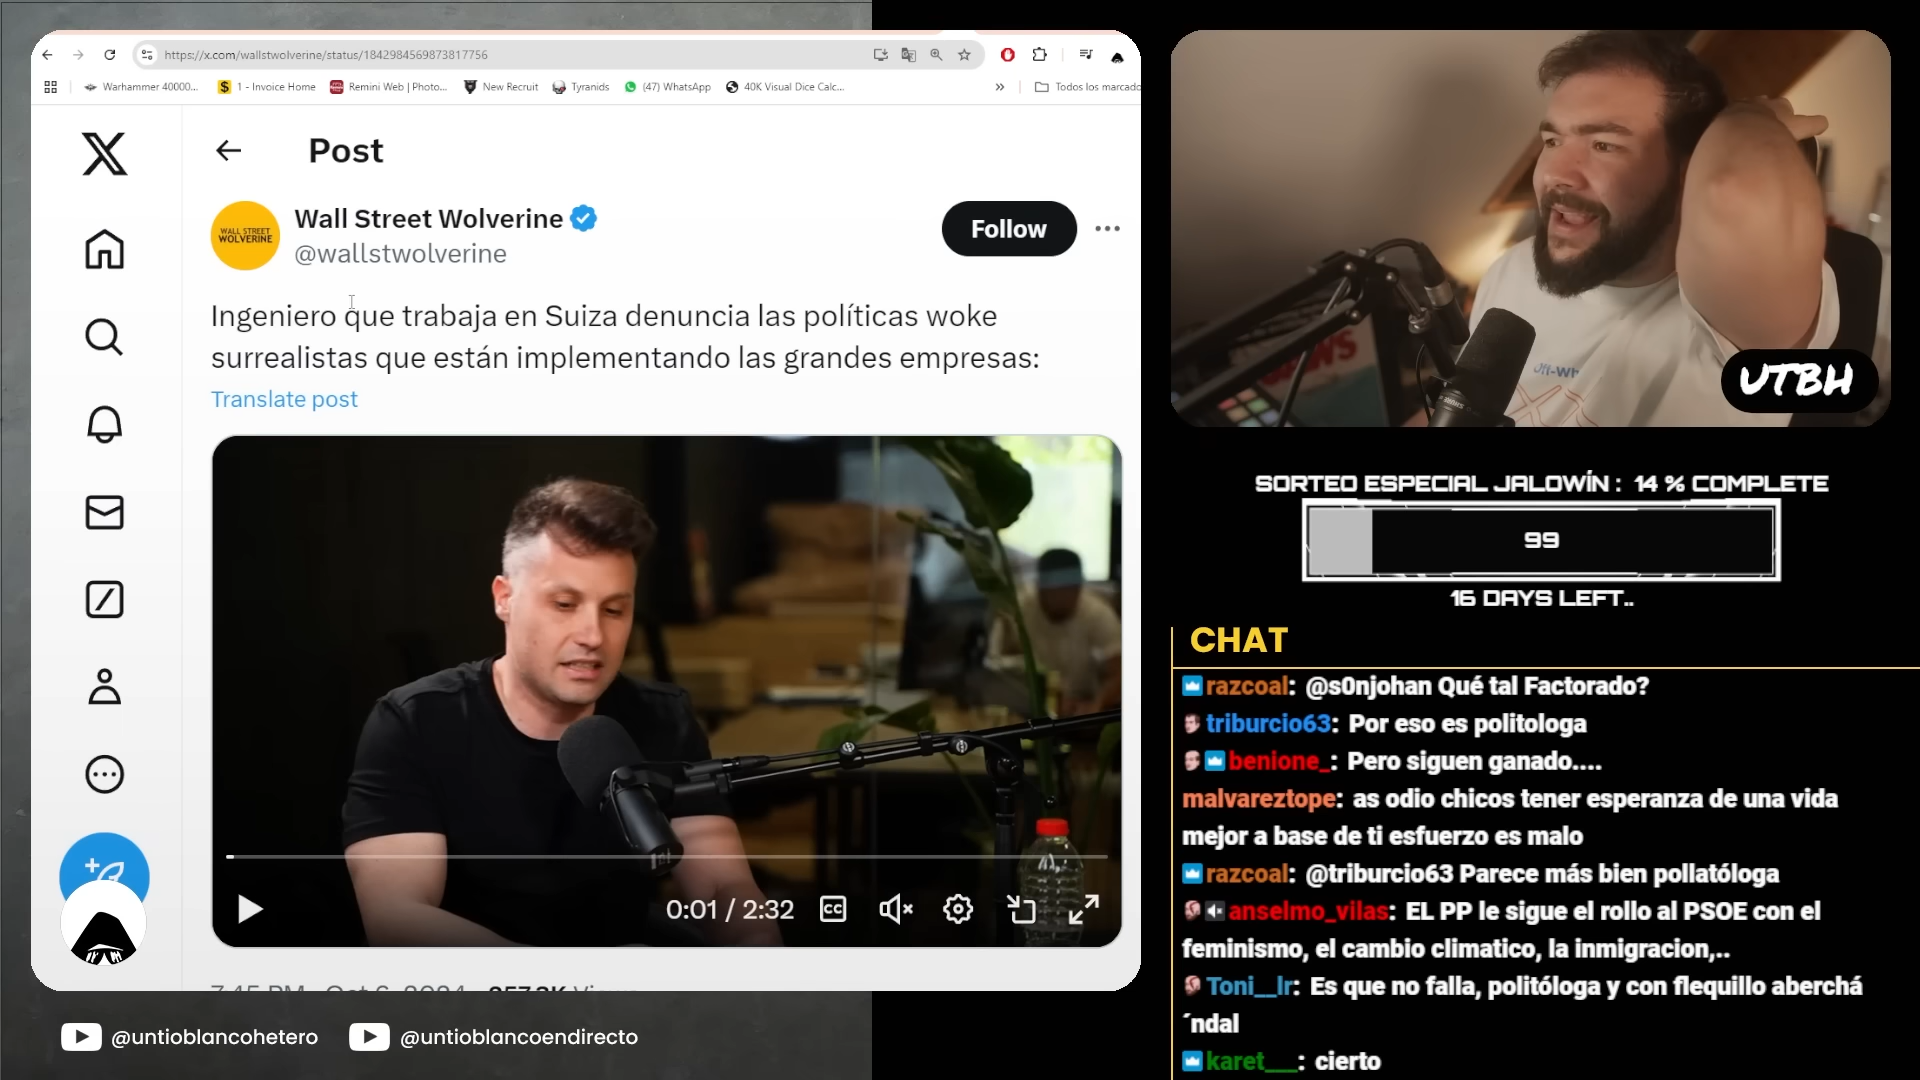 https://x.com/wallstwolverine/status/1842984569873817756
Warhammer 40000...
1 - Invoice Home
Remini Web | Photo...
New Recruit
Tyranids
(47) WhatsApp
40K Visual Dice Calc...
»
Todos los marcado
Post
WALL STREET
WOLVERINE
Wall Street Wolverine
@wallstwolverine
Follow
Ingeniero que trabaja en Suiza denuncia las políticas woke
surrealistas que están implementando las grandes empresas:
Translate post
0:01 / 2:32
CC
@untioblancohetero
@untioblancoendirecto
UTBH
SORTEO ESPECIAL JALOWÍN : 14 % COMPLETE
99
16 DAYS LEFT..
CHAT
razcoal: @s0njohan Qué tal Factorado?
triburcio63: Por eso es politologa
benione_: Pero siguen ganado....
malvareztope: as odio chicos tener esperanza de una vida
mejor a base de ti esfuerzo es malo
razcoal: @triburcio63 Parece más bien pollatóloga
anselmo_vilas: EL PP le sigue el rollo al PSOE con el
feminismo, el cambio climatico, la inmigracion,..
Toni__lr: Es que no falla, politóloga y con flequillo aberchá
´ndal
karet___: cierto